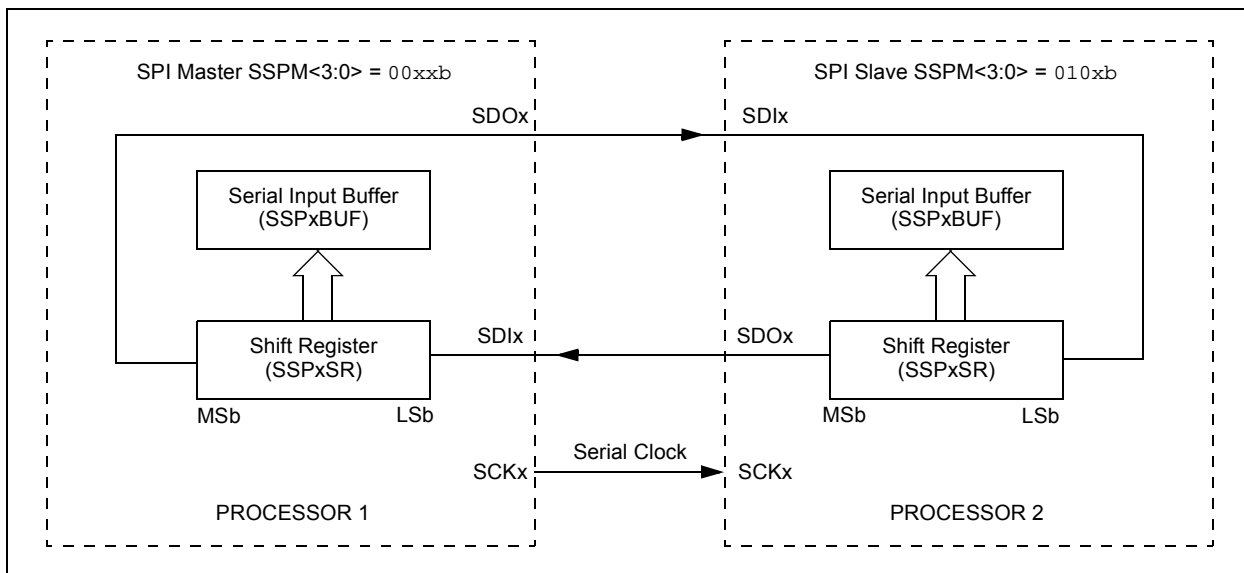 SPI Master SSPM<3:0> = 00xxb
SPI Slave SSPM<3:0> = 010xb
SDOx
SDIx
Serial Input Buffer
(SSPxBUF)
Serial Input Buffer
(SSPxBUF)
Shift Register
(SSPxSR)
MSb
LSb
SDIx
SDOx
Shift Register
(SSPxSR)
MSb
LSb
Serial Clock
SCKx
SCKx
PROCESSOR 1
PROCESSOR 2